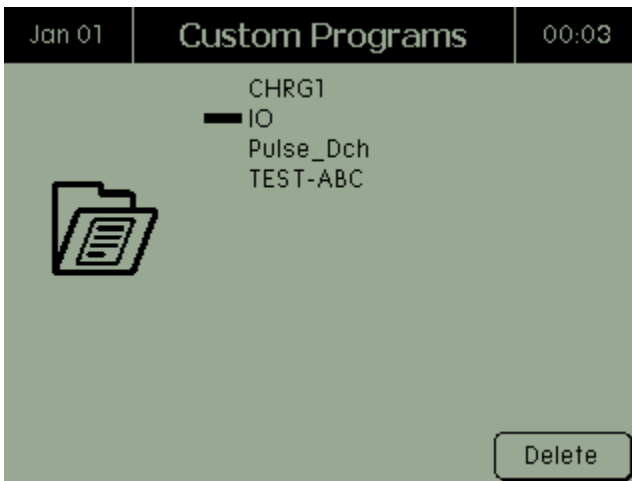 Jan 01 Custom Programs 00:03
CHRG1
IO
Pulse_Dch
TEST-ABC
Delete